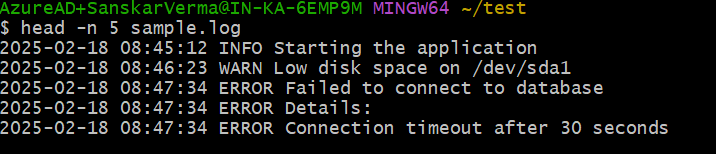 AzureAD+SanskarVerma@IN-KA-6EMP9M MINGW64 ~/test
$ head -n 5 sample.log
2025-02-18 08:45:12 INFO Starting the application
2025-02-18 08:46:23 WARN Low disk space on /dev/sda1
2025-02-18 08:47:34 ERROR Failed to connect to database
2025-02-18 08:47:34 ERROR Details:
2025-02-18 08:47:34 ERROR Connection timeout after 30 seconds